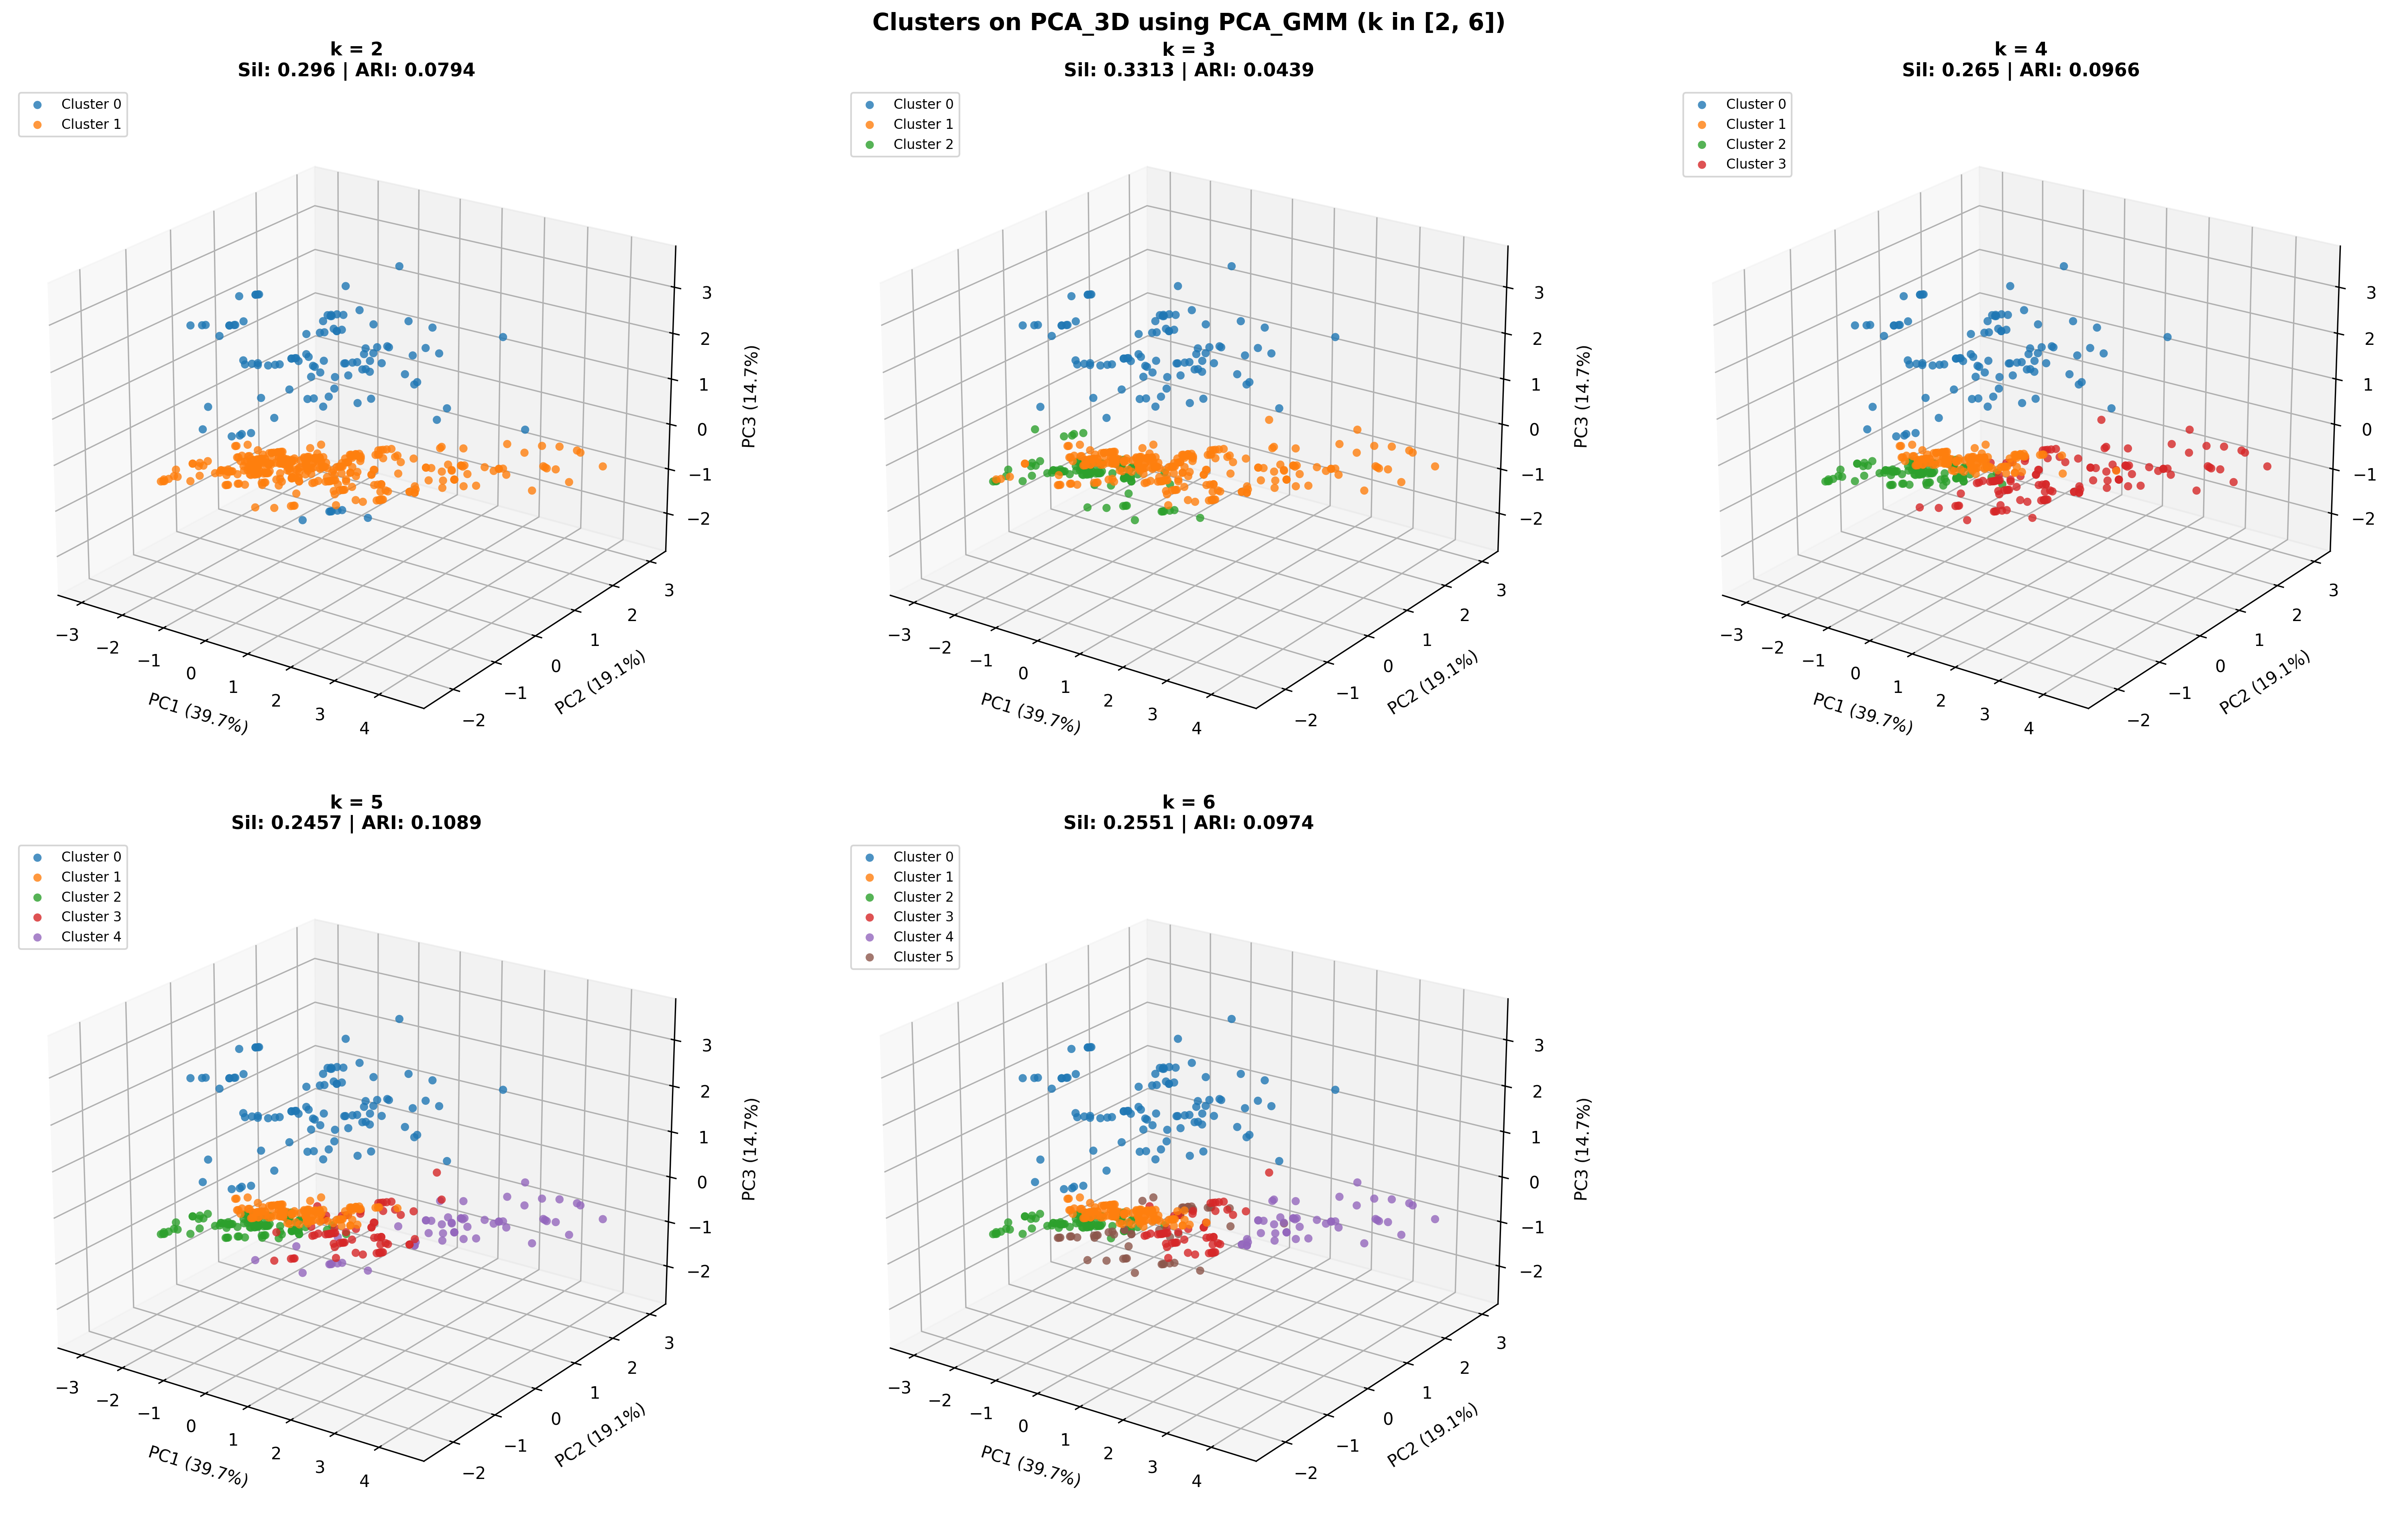 Clusters on PCA_3D using PCA_GMM (k in [2, 6])
k = 2
Sil: 0.296 | ARI: 0.0794
Cluster 0
Cluster 1
3
2
1
0
−1
−2
PC3 (14.7%)
3
2
1
0
−1
−2
PC2 (19.1%)
−3
−2
−1
0
1
2
3
4
PC1 (39.7%)
k = 3
Sil: 0.3313 | ARI: 0.0439
Cluster 0
Cluster 1
Cluster 2
3
2
1
0
−1
−2
PC3 (14.7%)
3
2
1
0
−1
−2
PC2 (19.1%)
−3
−2
−1
0
1
2
3
4
PC1 (39.7%)
k = 4
Sil: 0.265 | ARI: 0.0966
Cluster 0
Cluster 1
Cluster 2
Cluster 3
3
2
1
0
−1
−2
PC3 (14.7%)
3
2
1
0
−1
−2
PC2 (19.1%)
−3
−2
−1
0
1
2
3
4
PC1 (39.7%)
k = 5
Sil: 0.2457 | ARI: 0.1089
Cluster 0
Cluster 1
Cluster 2
Cluster 3
Cluster 4
3
2
1
0
−1
−2
PC3 (14.7%)
3
2
1
0
−1
−2
PC2 (19.1%)
−3
−2
−1
0
1
2
3
4
PC1 (39.7%)
k = 6
Sil: 0.2551 | ARI: 0.0974
Cluster 0
Cluster 1
Cluster 2
Cluster 3
Cluster 4
Cluster 5
3
2
1
0
−1
−2
PC3 (14.7%)
3
2
1
0
−1
−2
PC2 (19.1%)
−3
−2
−1
0
1
2
3
4
PC1 (39.7%)